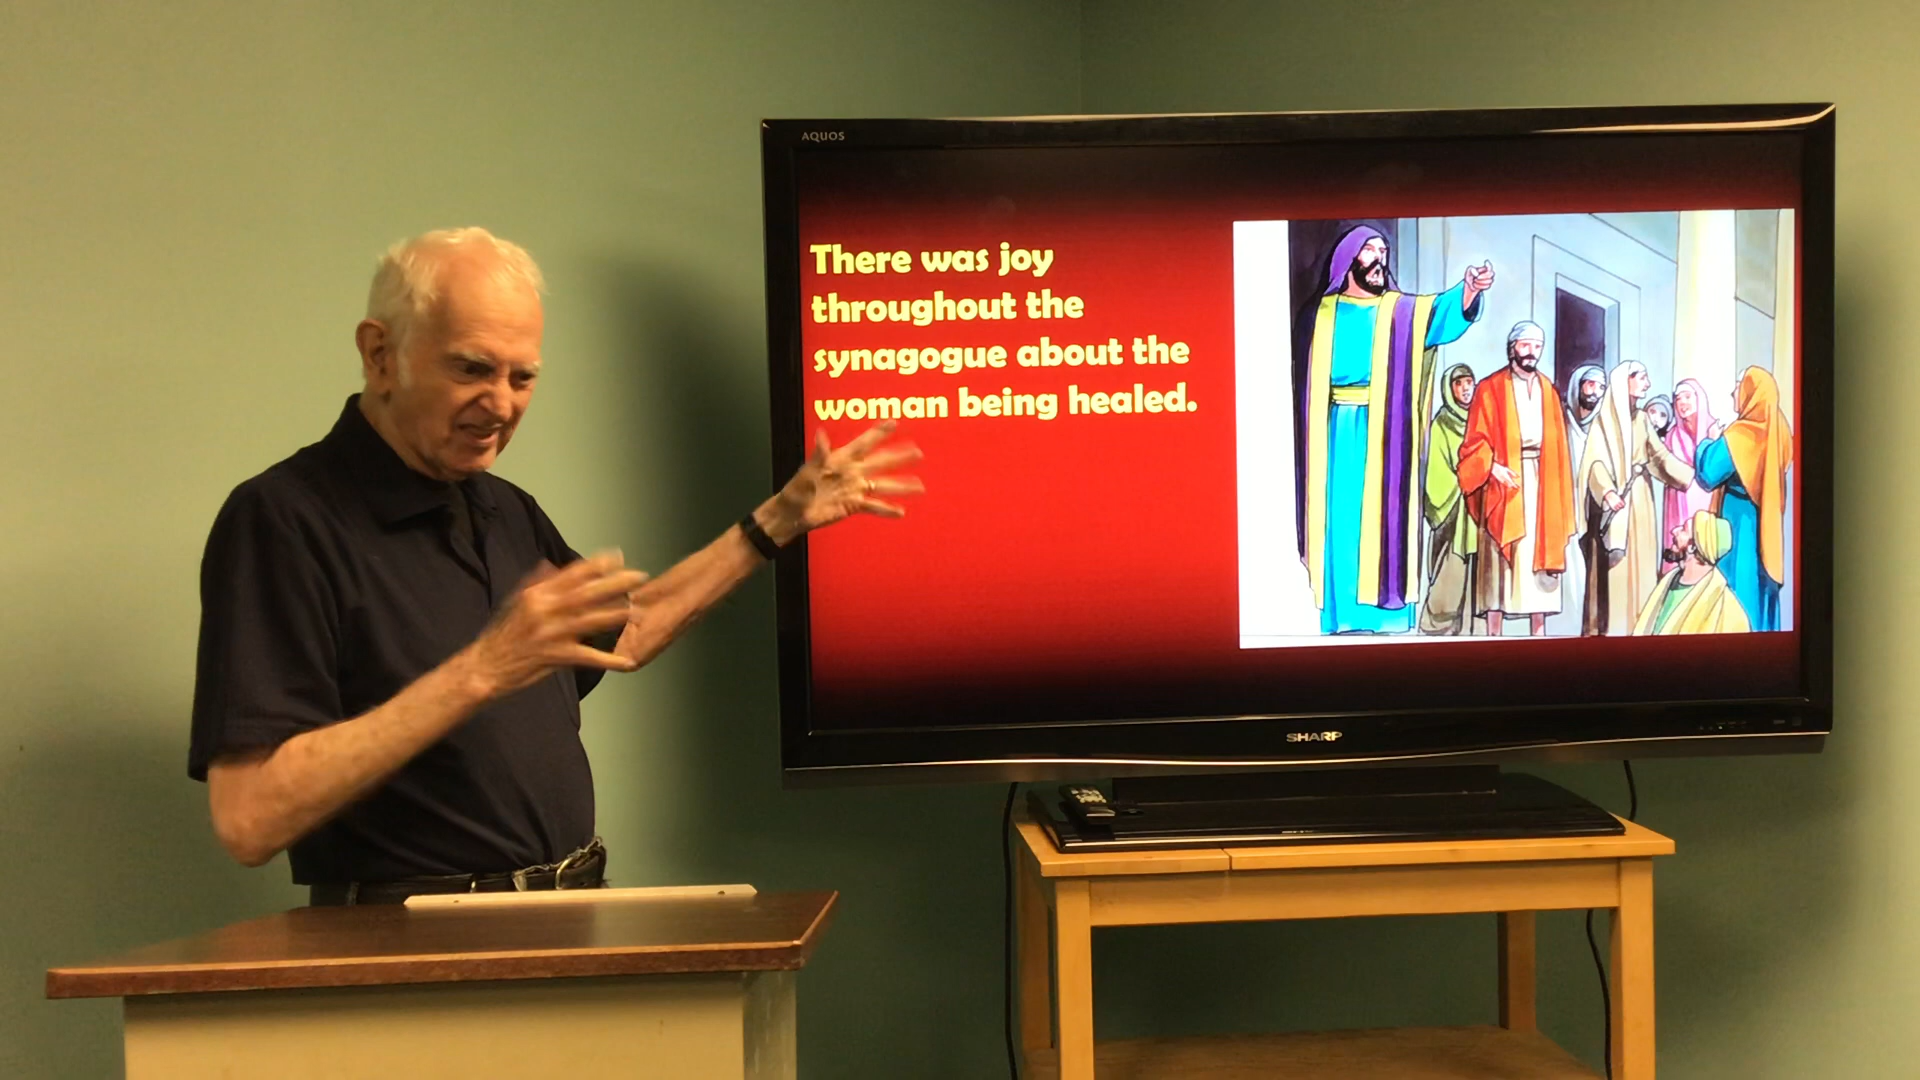 AQUOS
There was joy
throughout the
synagogue about the
woman being healed.
SHARP